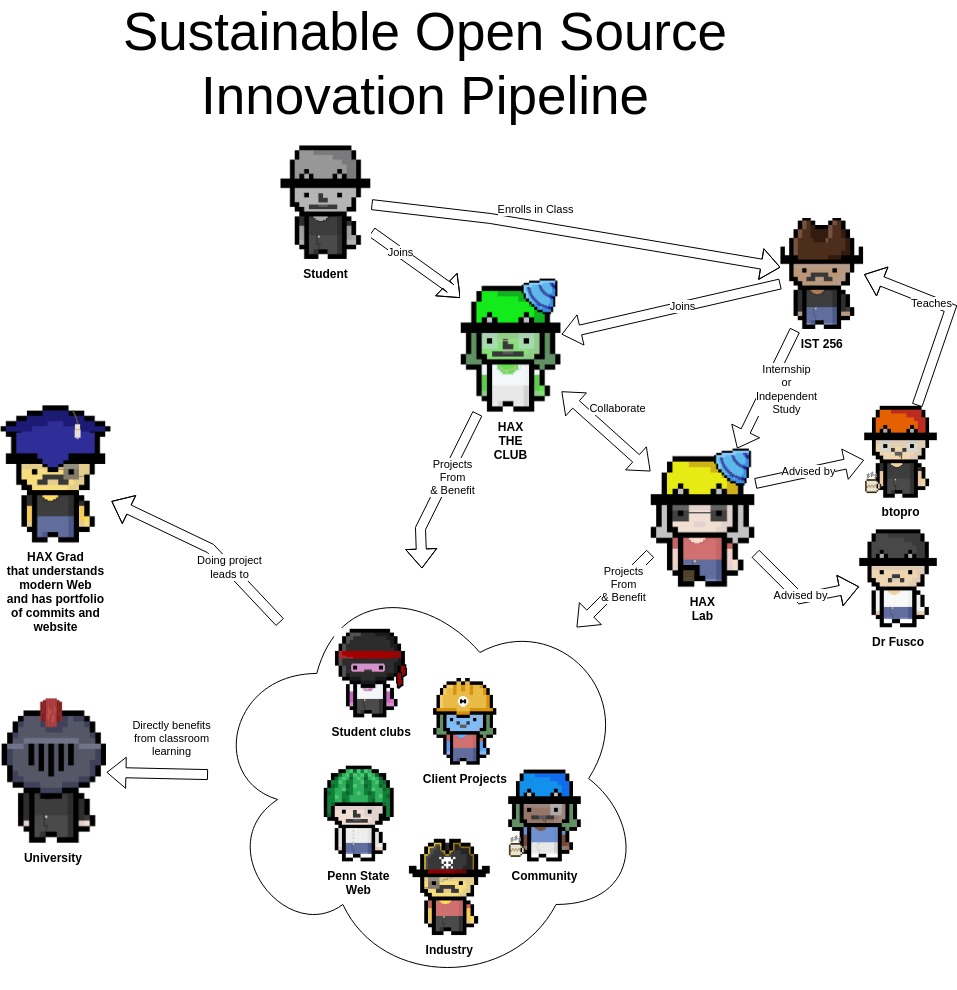 Sustainable Open Source
Innovation Pipeline
Student
Enrolls in Class
Joins
Joins
IST 256
Teaches
HAX
THE
CLUB
Internship
or
Independent
Study
Collaborate
Projects
From
& Benefit
Advised by
btopro
HAX
Lab
Advised by
Dr Fusco
Projects
From
& Benefit
HAX Grad
that understands
modern Web
and has portfolio
of commits and
website
Doing project
leads to
Student clubs
Client Projects
Penn State
Web
Community
Industry
Directly benefits
from classroom
learning
University